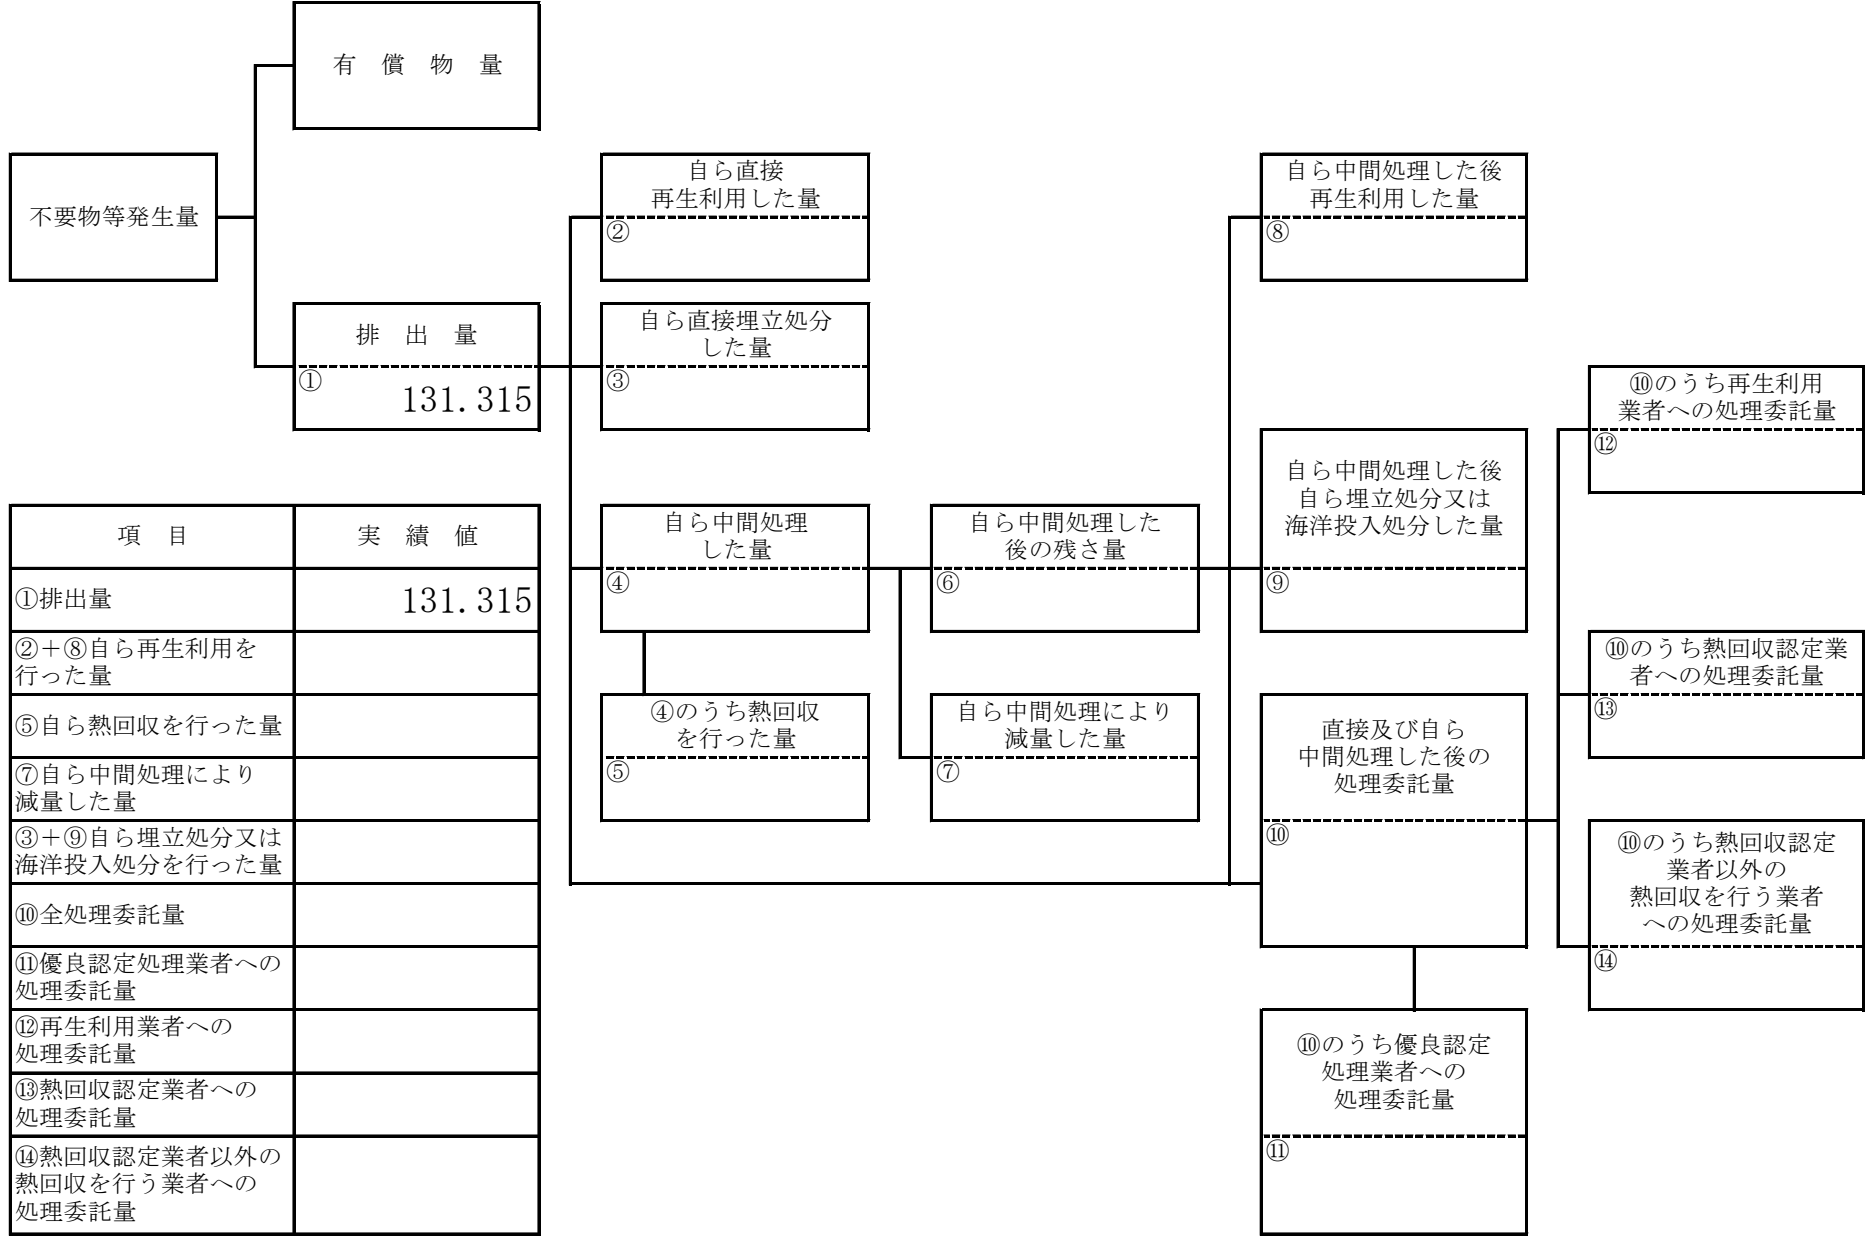 有　償　物　量
不要物等発生量
排　出　量
①
131.315
自ら直接
再生利用した量
②
自ら直接埋立処分
した量
③
自ら中間処理
した量
④
④のうち熱回収
を行った量
⑤
自ら中間処理した
後の残さ量
⑥
自ら中間処理により
減量した量
⑦
自ら中間処理した後
再生利用した量
⑧
自ら中間処理した後
自ら埋立処分又は
海洋投入処分した量
⑨
直接及び自ら
中間処理した後の
処理委託量
⑩
⑩のうち優良認定
処理業者への
処理委託量
⑪
⑩のうち再生利用
業者への処理委託量
⑫
⑩のうち熱回収認定業
者への処理委託量
⑬
⑩のうち熱回収認定
業者以外の
熱回収を行う業者
への処理委託量
⑭
項　目　実　績　値
①排出量　131.315
②＋⑧自ら再生利用を
行った量
⑤自ら熱回収を行った量
⑦自ら中間処理により
減量した量
③＋⑨自ら埋立処分又は
海洋投入処分を行った量
⑩全処理委託量
⑪優良認定処理業者への
処理委託量
⑫再生利用業者への
処理委託量
⑬熱回収認定業者への
処理委託量
⑭熱回収認定業者以外の
熱回収を行う業者への
処理委託量